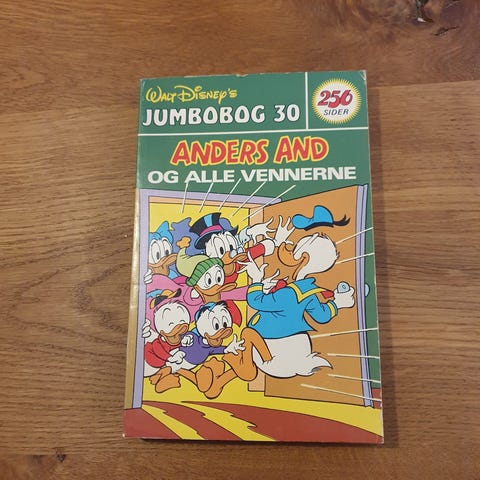 Walt Disney's
JUMBOBOG 30
256
SIDER
ANDERS AND
OG ALLE VENNERNE